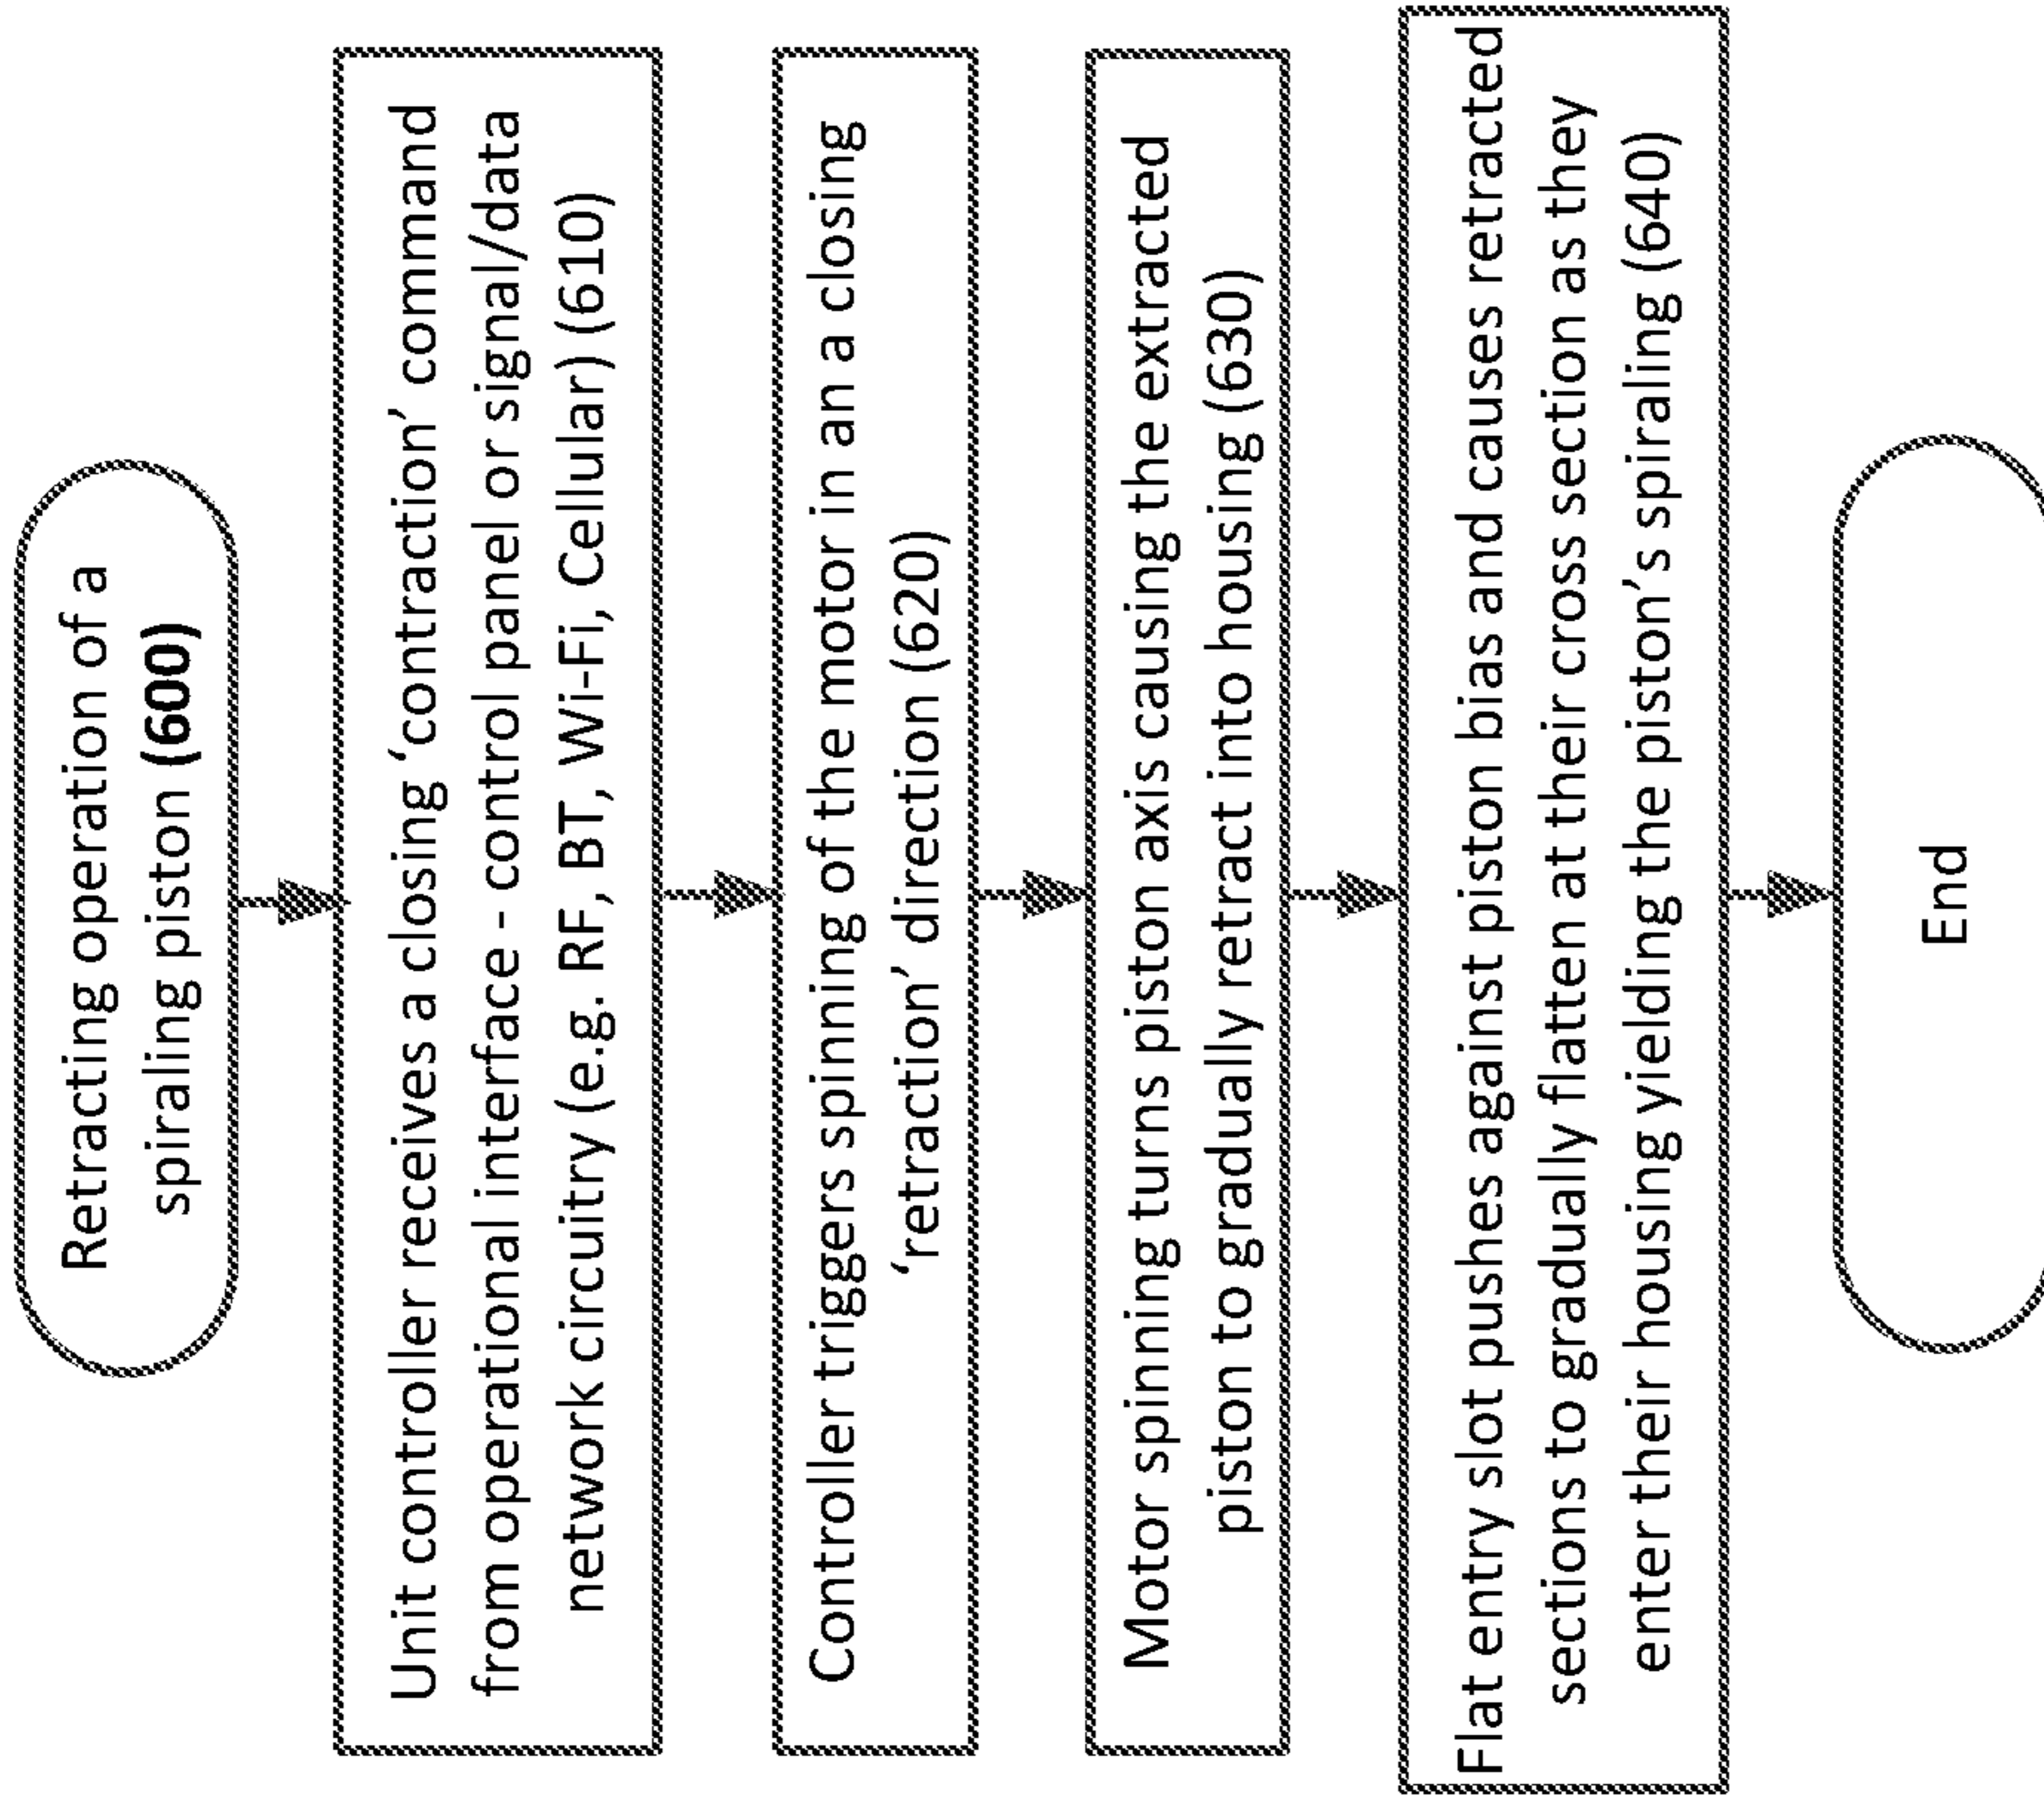 Retracting operation of a
spiraling piston (600)
Unit controller receives a closing ‘contraction’ command
from operational interface - control panel or signal/data
network circuitry (e.g. RF, BT, Wi-Fi, Cellular) (610)
Controller triggers spinning of the motor in an a closing
‘retraction’ direction (620)
Motor spinning turns piston axis causing the extracted
piston to gradually retract into housing (630)
Flat entry slot pushes against piston bias and causes retracted
sections to gradually flatten at their cross section as they
enter their housing yielding the piston’s spiraling (640)
End